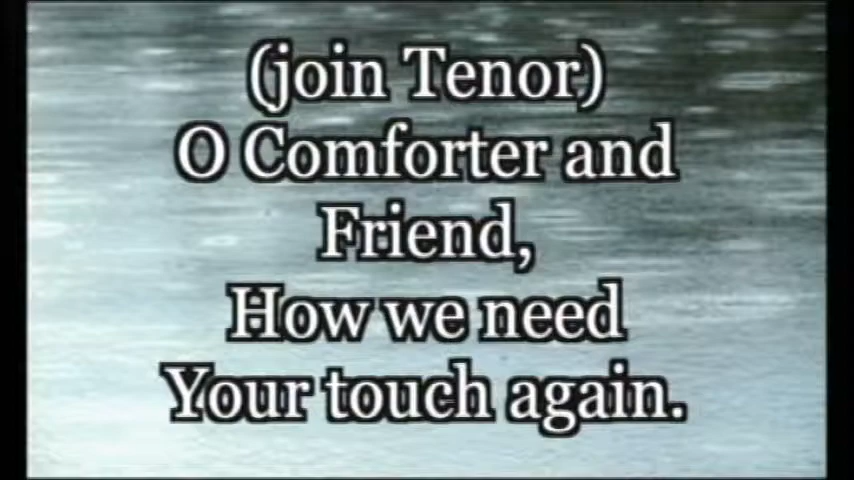 (join Tenor)
O Comforter and
Friend,
How we need
Your touch again.